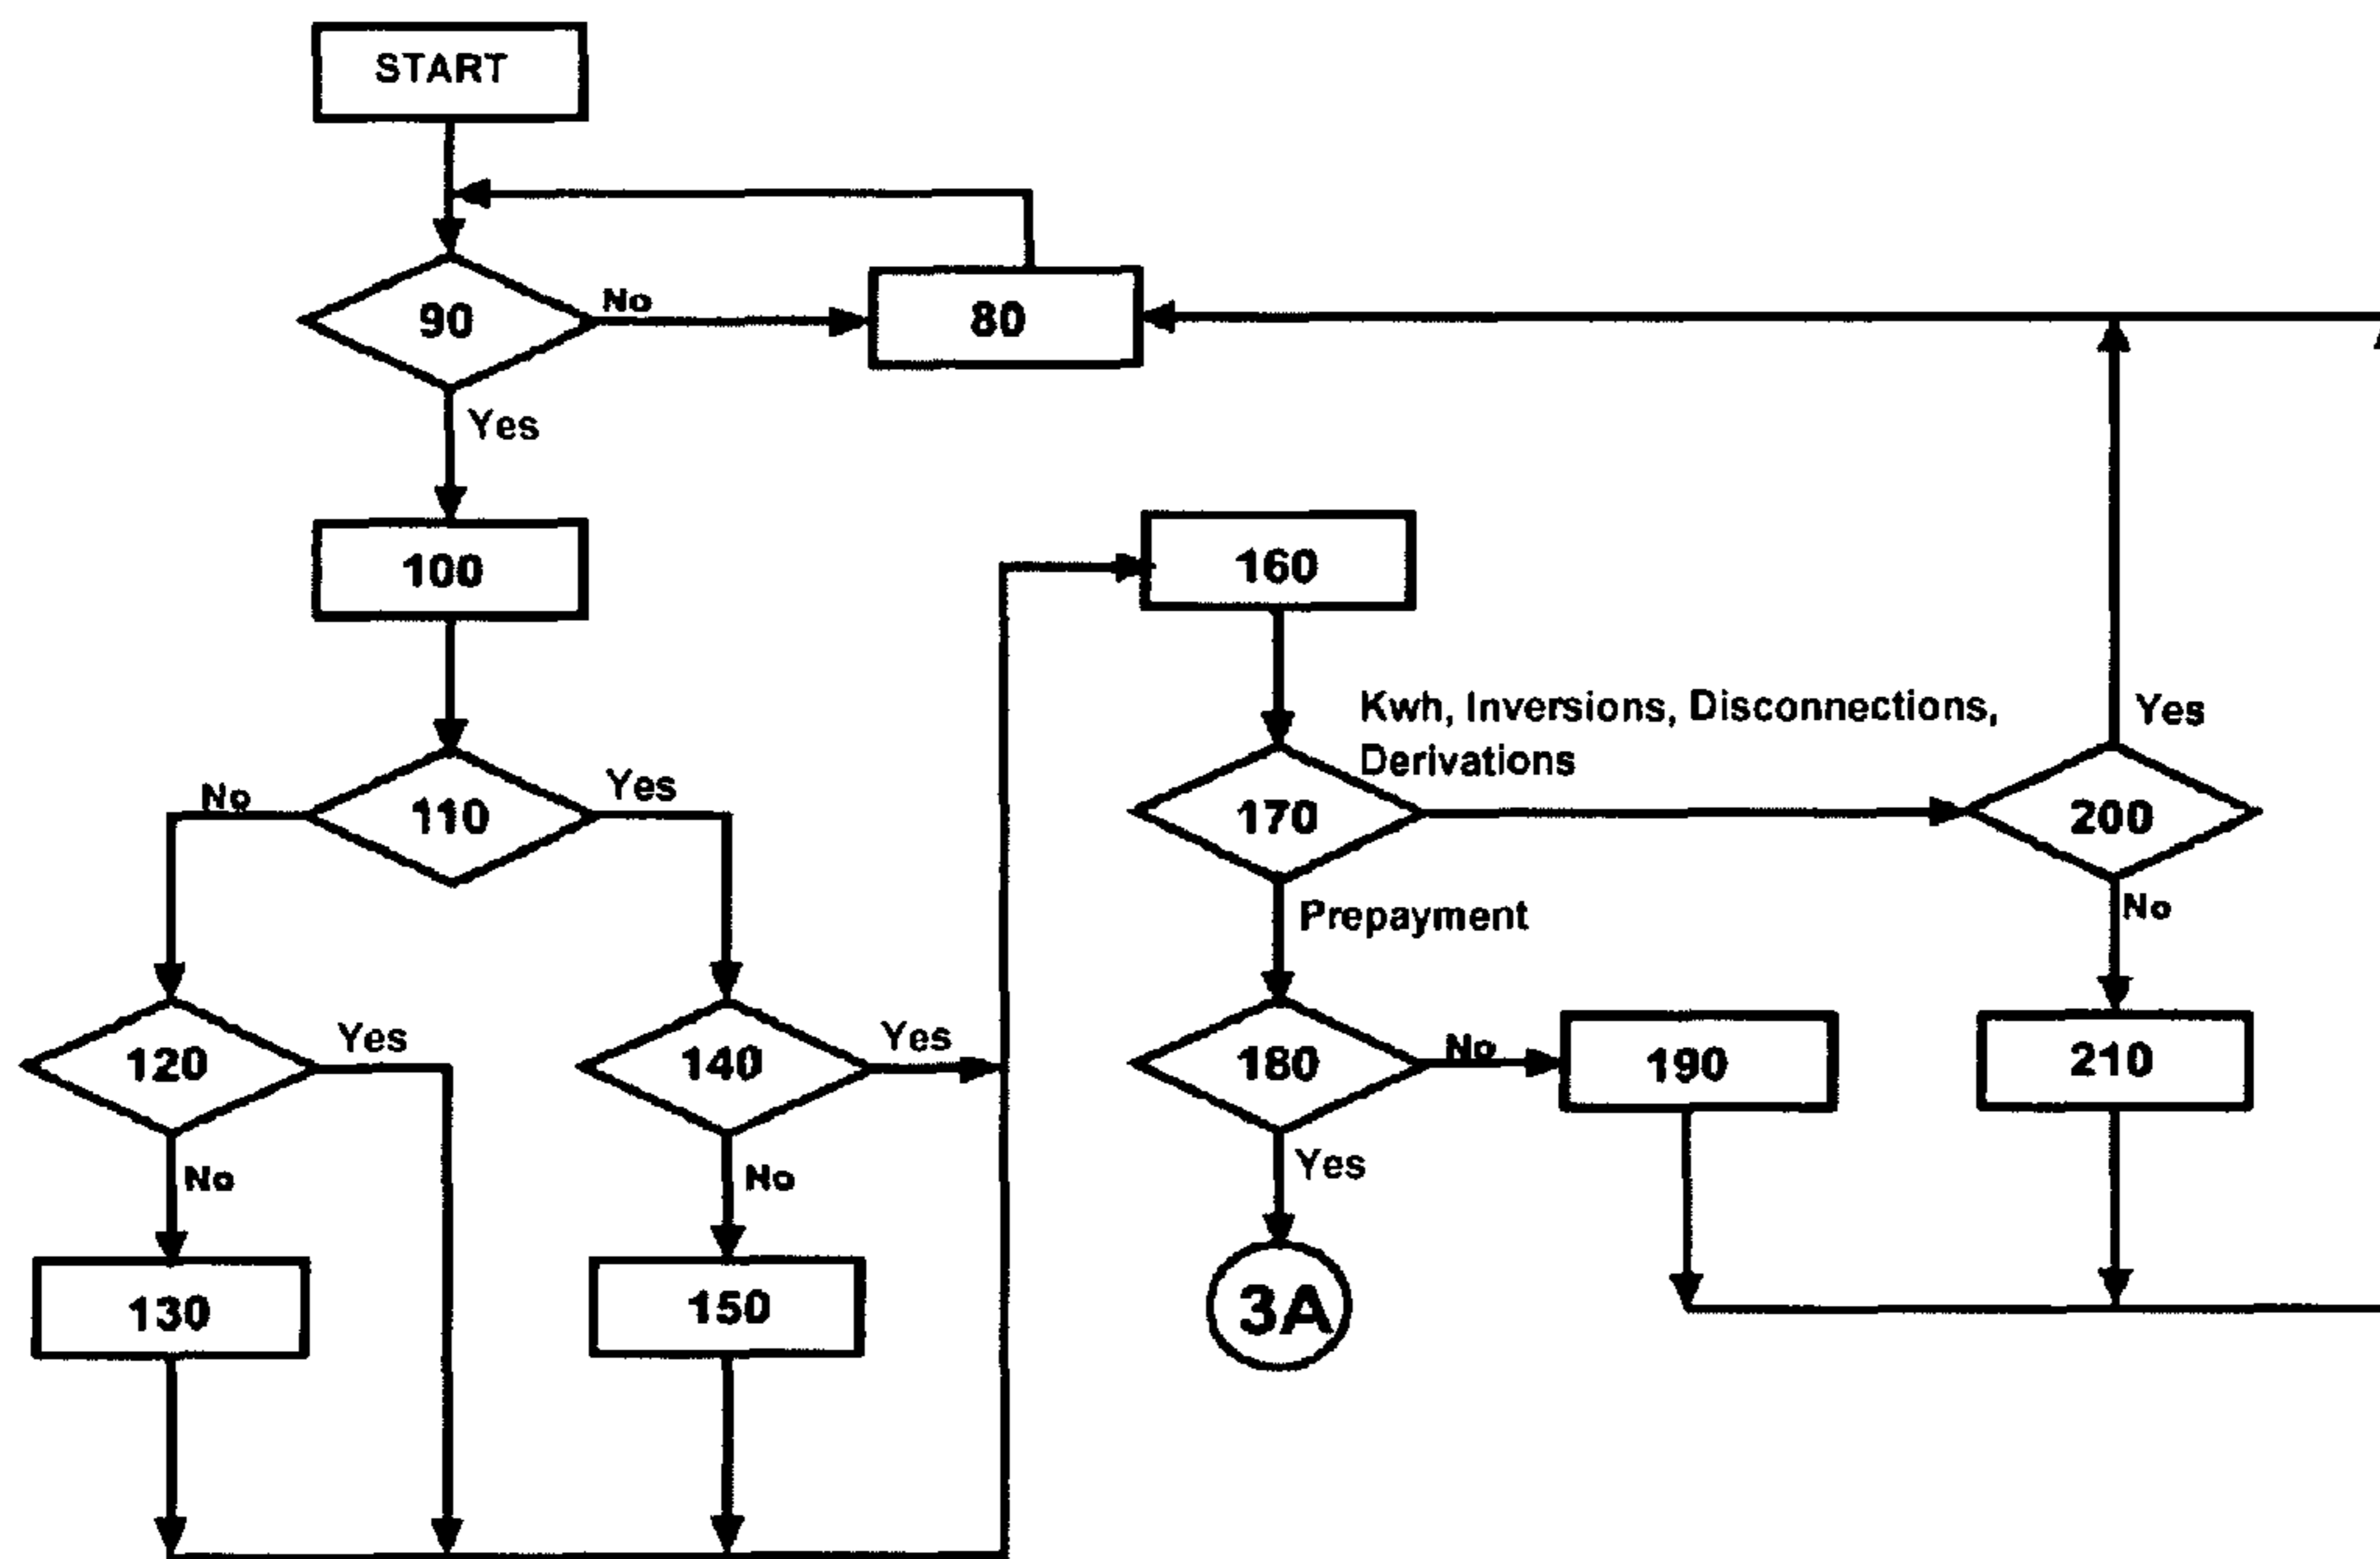 START
90
No
80
Yes
100
160
110
No
Yes
Kwh, Inversions, Disconnections,
Derivations
170
Yes
200
Prepayment
No
120
Yes
140
Yes
180
No
190
210
No
No
Yes
130
150
3A